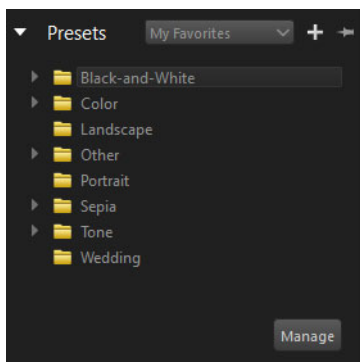 Presets My Favorites
Black-and-White
Color
Landscape
Other
Portrait
Sepia
Tone
Wedding
Manage